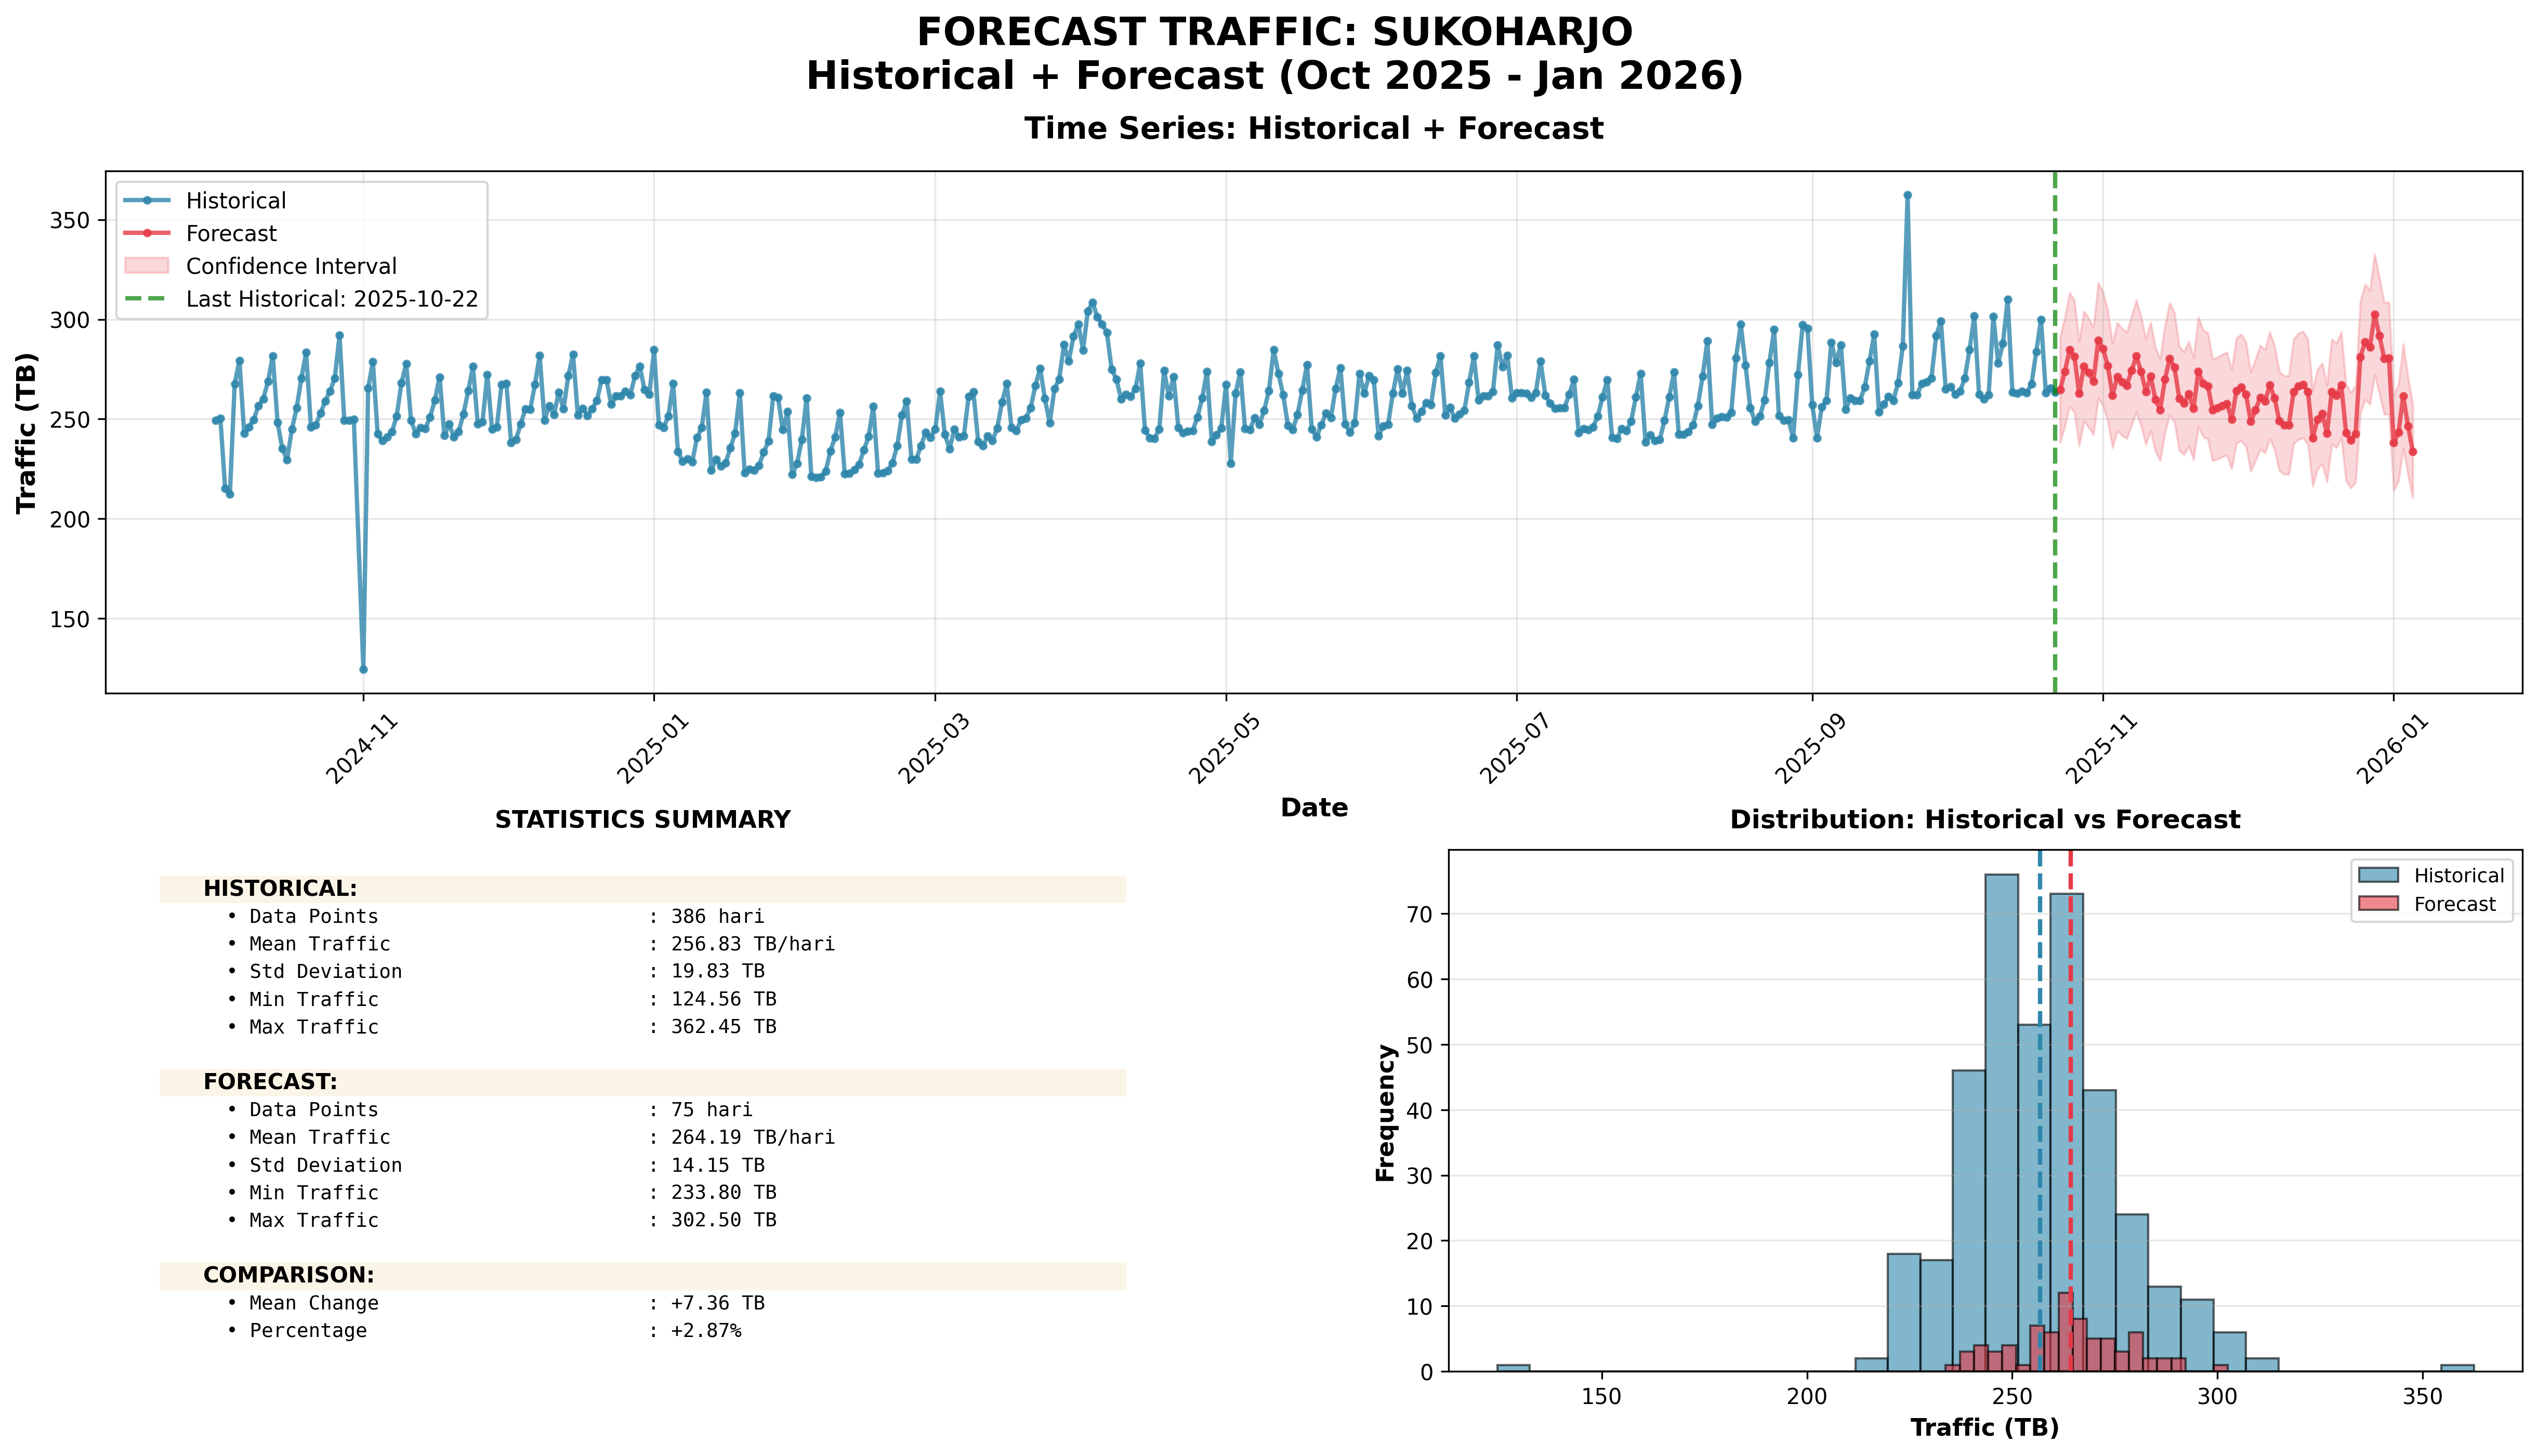 FORECAST TRAFFIC: SUKOHARJO
Historical + Forecast (Oct 2025 - Jan 2026)
Time Series: Historical + Forecast
Historical
Forecast
Confidence Interval
Last Historical: 2025-10-22
Traffic (TB)
350
300
250
200
150
2024-11
2025-01
2025-03
2025-05
2025-07
2025-09
2025-11
2026-01
Date
STATISTICS SUMMARY
HISTORICAL:
• Data Points : 386 hari
• Mean Traffic : 256.83 TB/hari
• Std Deviation : 19.83 TB
• Min Traffic : 124.56 TB
• Max Traffic : 362.45 TB
FORECAST:
• Data Points : 75 hari
• Mean Traffic : 264.19 TB/hari
• Std Deviation : 14.15 TB
• Min Traffic : 233.80 TB
• Max Traffic : 302.50 TB
COMPARISON:
• Mean Change : +7.36 TB
• Percentage : +2.87%
Distribution: Historical vs Forecast
Historical
Forecast
Frequency
70
60
50
40
30
20
10
0
150
200
250
300
350
Traffic (TB)